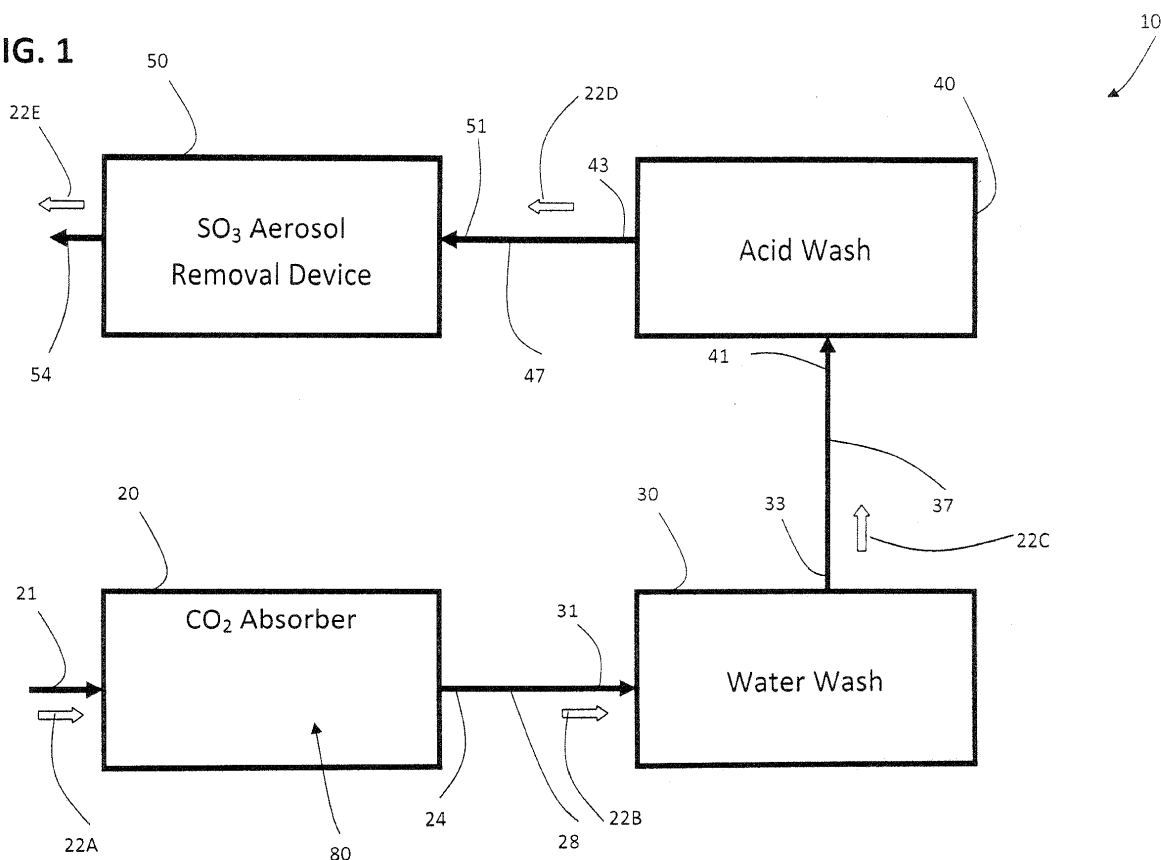 10
IG. 1
50
40
22E
22D
51
43
SO₃ Aerosol
Removal Device
Acid Wash
41
54
47
20
30
33
37
22C
21
CO₂ Absorber
31
Water Wash
24
22B
28
22A
80